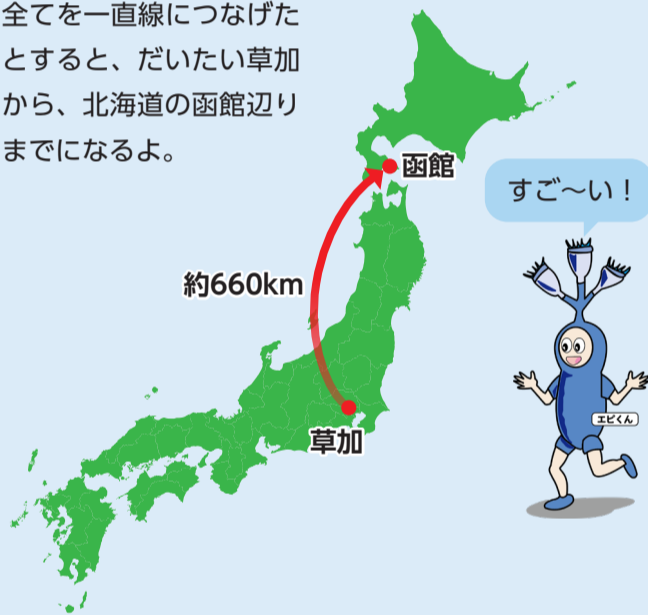 全てを一直線につなげた
とすると、だいたい草加
から、北海道の函館辺り
までになるよ。
函館
すご～い！
約660km
エピくん
草加